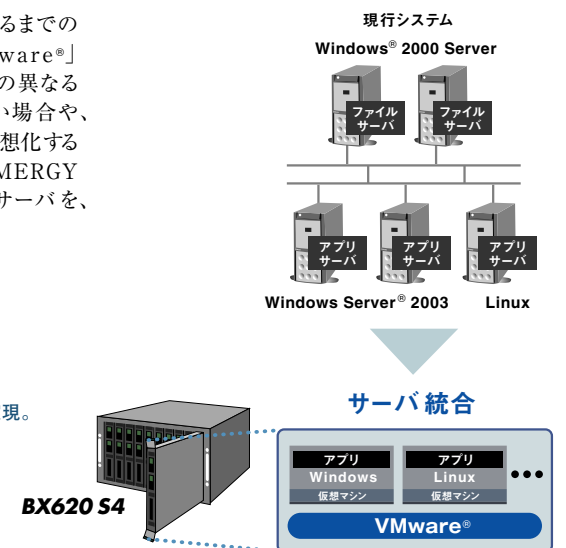 るまでの
ware®」
の異なる
い場合や、
想化する
MERGY
サーバを、
現行システム
Windows® 2000 Server
ファイル
サーバ
ファイル
サーバ
アプリ
サーバ
アプリ
サーバ
アプリ
サーバ
Windows Server® 2003
Linux
サーバ統合
現。
BX620 S4
アプリ
Windows
仮想マシン
アプリ
Linux
仮想マシン
VMware®